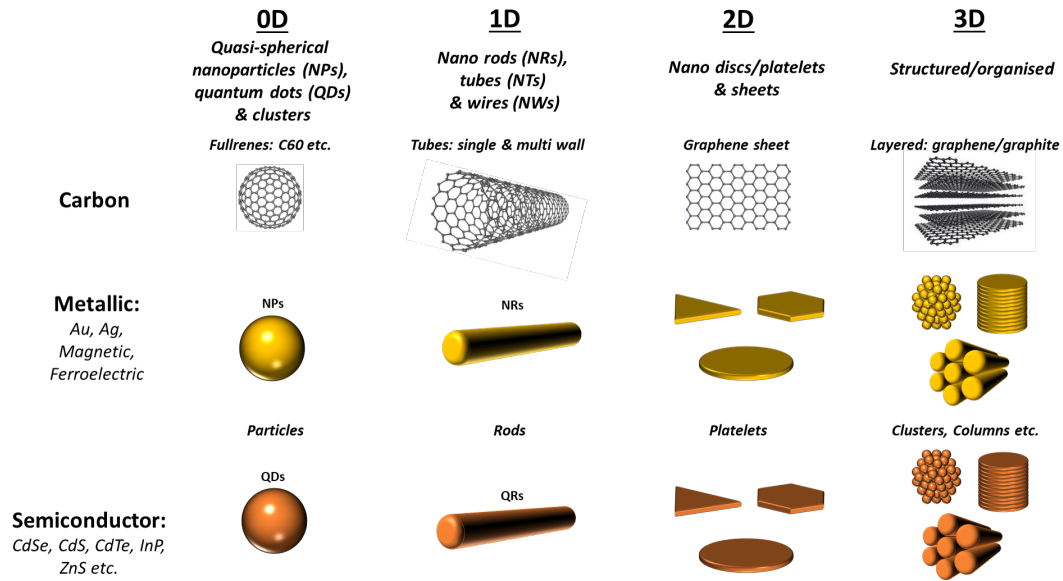 0D
1D
2D
3D
Quasi-spherical
nanoparticles (NPs),
quantum dots (QDs)
& clusters
Nano rods (NRs),
tubes (NTs)
& wires (NWs)
Nano discs/platelets
& sheets
Structured/organised
Fullrenes: C60 etc.
Tubes: single & multi wall
Graphene sheet
Layered: graphene/graphite
Carbon
Metallic:
Au, Ag,
Magnetic,
Ferroelectric
NPs
NRs
Particles
Rods
Platelets
Clusters, Columns etc.
QDs
QRs
Semiconductor:
CdSe, CdS, CdTe, InP,
ZnS etc.